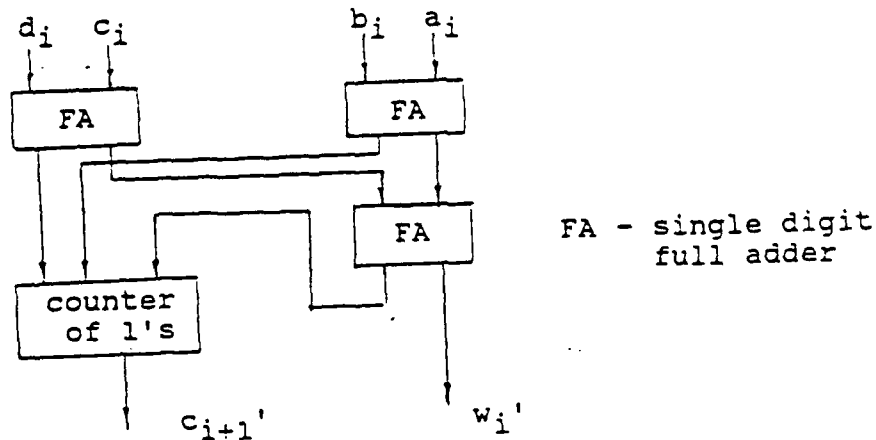 d_i c_i b_i a_i
FA FA
FA
FA - single digit
full adder
counter
of 1's
c_{i+1}' w_i'